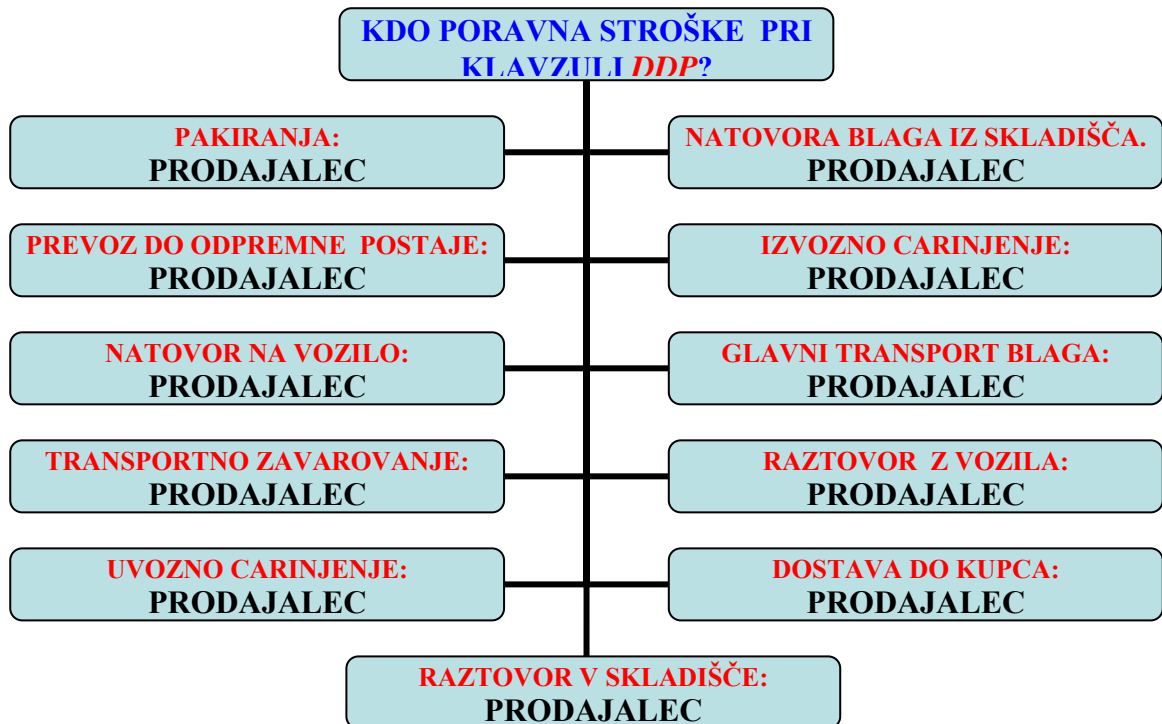 KDO PORAVNA STROŠKE PRI
KLAVZULI DDP?
PAKIRANJA:
PRODAJALEC
NATOVORA BLAGA IZ SKLADIŠČA.
PRODAJALEC
PREVOZ DO ODPREMNE POSTAJE:
PRODAJALEC
IZVOZNO CARINJENJE:
PRODAJALEC
NATOVOR NA VOZILO:
PRODAJALEC
GLAVNI TRANSPORT BLAGA:
PRODAJALEC
TRANSPORTNO ZAVAROVANJE:
PRODAJALEC
RAZTOVOR Z VOZILA:
PRODAJALEC
UVOZNO CARINJENJE:
PRODAJALEC
DOSTAVA DO KUPCA:
PRODAJALEC
RAZTOVOR V SKLADIŠČE:
PRODAJALEC